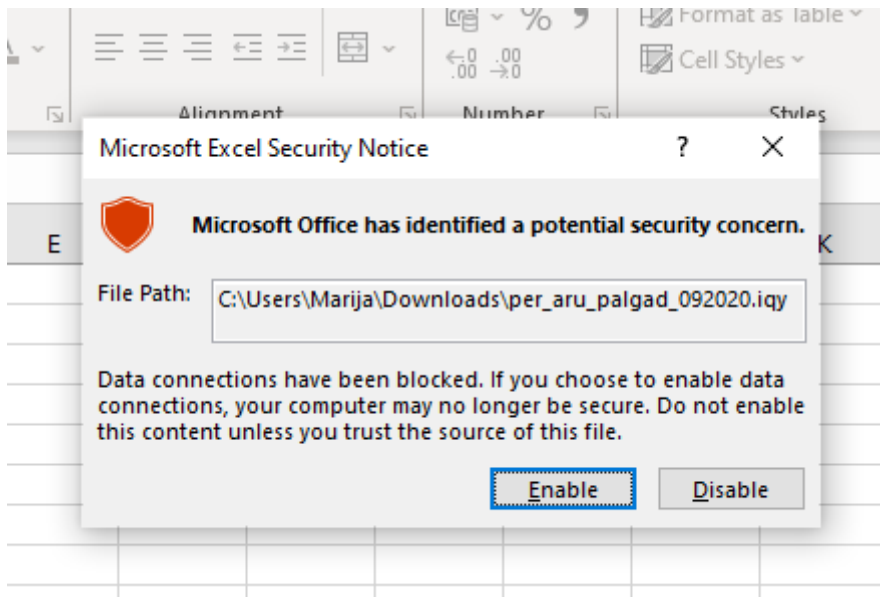 % 9
Format as Table
.00
.00
Cell Styles
Alignment
Number
Styles
Microsoft Excel Security Notice
?
Microsoft Office has identified a potential security concern.
E
K
File Path:
C:\Users\Marija\Downloads\per_aru_palgad_092020.iqy
Data connections have been blocked. If you choose to enable data
connections, your computer may no longer be secure. Do not enable
this content unless you trust the source of this file.
Enable
Disable